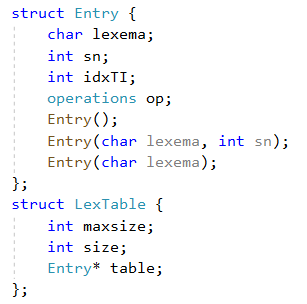 struct Entry {
char lexema;
int sn;
int idxTI;
operations op;
Entry();
Entry(char lexema, int sn);
Entry(char lexema);
};
struct LexTable {
int maxsize;
int size;
Entry* table;
};